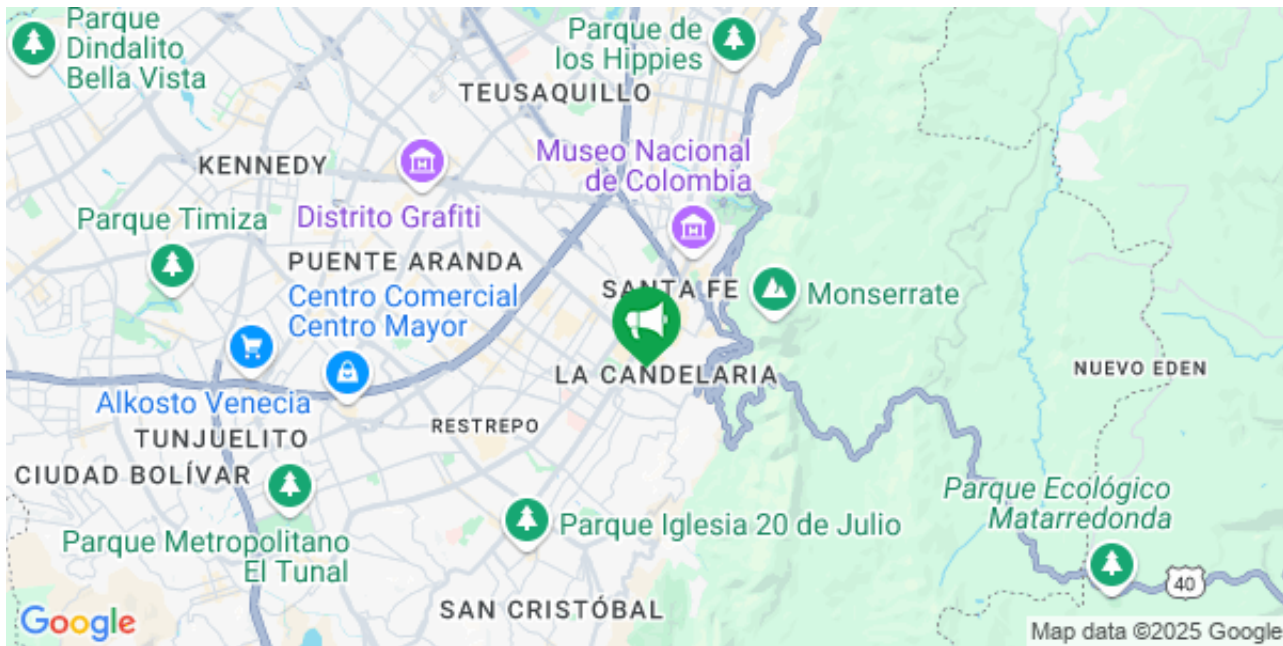 Parque
Dindalito
Bella Vista
Parque de
los Hippies
TEUSAQUILLO
Museo Nacional
de Colombia
KENNEDY
Distrito Grafiti
Parque Timiza
PUENTE ARANDA
SANTA FE
Monserrate
Centro Comercial
Centro Mayor
LA CANDELARIA
NUEVO EDEN
Alkosto Venecia
RESTREPO
TUNJUELITO
CIUDAD BOLÍVAR
Parque Ecológico
Matarredonda
Parque Iglesia 20 de Julio
Parque Metropolitano
El Tunal
40
SAN CRISTÓBAL
Google
Map data ©2025 Google